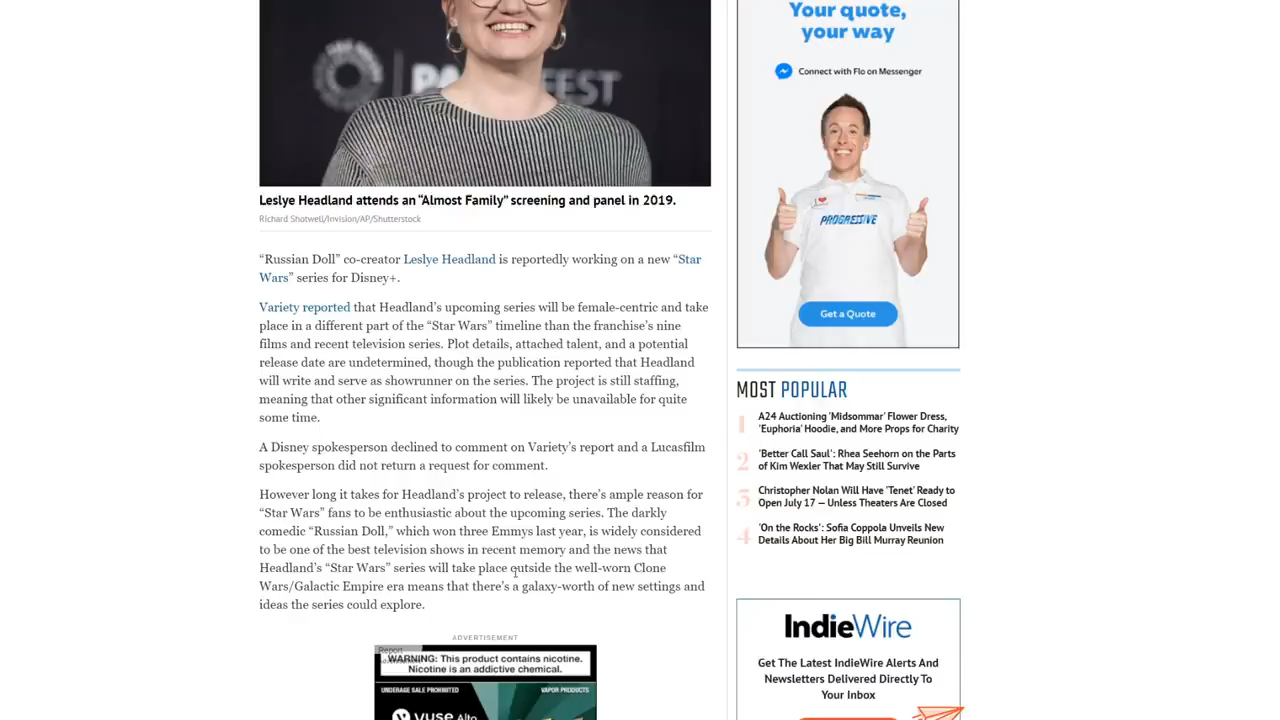 PA FEST
Leslye Headland attends an “Almost Family” screening and panel in 2019.
Richard Shotwell/Invision/AP/Shutterstock
“Russian Doll” co-creator Leslye Headland is reportedly working on a new “Star
Wars” series for Disney+.
Variety reported that Headland’s upcoming series will be female-centric and take
place in a different part of the “Star Wars” timeline than the franchise’s nine
films and recent television series. Plot details, attached talent, and a potential
release date are undetermined, though the publication reported that Headland
will write and serve as showrunner on the series. The project is still staffing,
meaning that other significant information will likely be unavailable for quite
some time.
A Disney spokesperson declined to comment on Variety’s report and a Lucasfilm
spokesperson did not return a request for comment.
However long it takes for Headland’s project to release, there’s ample reason for
“Star Wars” fans to be enthusiastic about the upcoming series. The darkly
comedic “Russian Doll,” which won three Emmys last year, is widely considered
to be one of the best television shows in recent memory and the news that
Headland’s “Star Wars” series will take place outside the well-worn Clone
Wars/Galactic Empire era means that there’s a galaxy-worth of new settings and
ideas the series could explore.
ADVERTISEMENT
Report
WARNING: This product contains nicotine.
Nicotine is an addictive chemical.
UNDERAGE SALE PROHIBITED
VAPOR PRODUCTS
vuse Alto
Your quote,
your way
Connect with Flo on Messenger
PROGRESSIVE
Get a Quote
MOST POPULAR
1
A24 Auctioning ‘Midsommar’ Flower Dress,
‘Euphoria’ Hoodie, and More Props for Charity
2
‘Better Call Saul’: Rhea Seehorn on the Parts
of Kim Wexler That May Still Survive
3
Christopher Nolan Will Have ‘Tenet’ Ready to
Open July 17 — Unless Theaters Are Closed
4
‘On the Rocks’: Sofia Coppola Unveils New
Details About Her Big Bill Murray Reunion
IndieWire
Get The Latest IndieWire Alerts And
Newsletters Delivered Directly To
Your Inbox